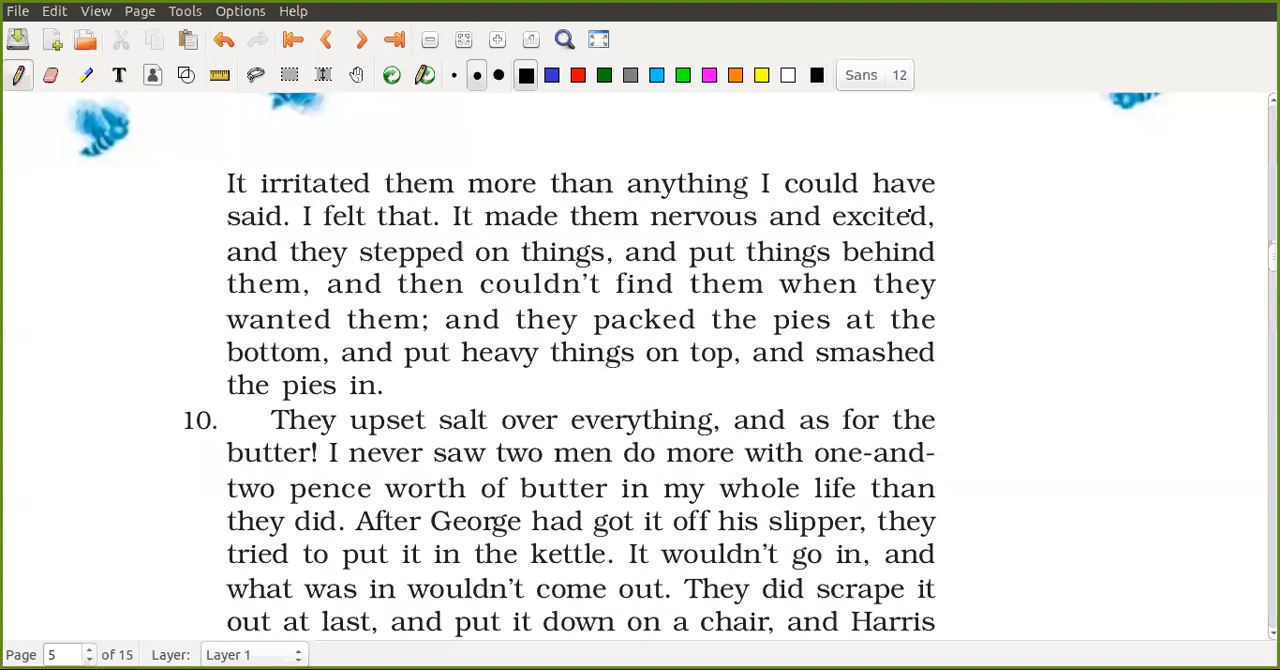 File Edit View Page Tools Options Help
T Sans 12
It irritated them more than anything I could have
said. I felt that. It made them nervous and excited,
and they stepped on things, and put things behind
them, and then couldn't find them when they
wanted them; and they packed the pies at the
bottom, and put heavy things on top, and smashed
the pies in.
10. They upset salt over everything, and as for the
butter! I never saw two men do more with one-and-
two pence worth of butter in my whole life than
they did. After George had got it off his slipper, they
tried to put it in the kettle. It wouldn't go in, and
what was in wouldn't come out. They did scrape it
out at last, and put it down on a chair, and Harris
Page 5 of 15 Layer: Layer 1